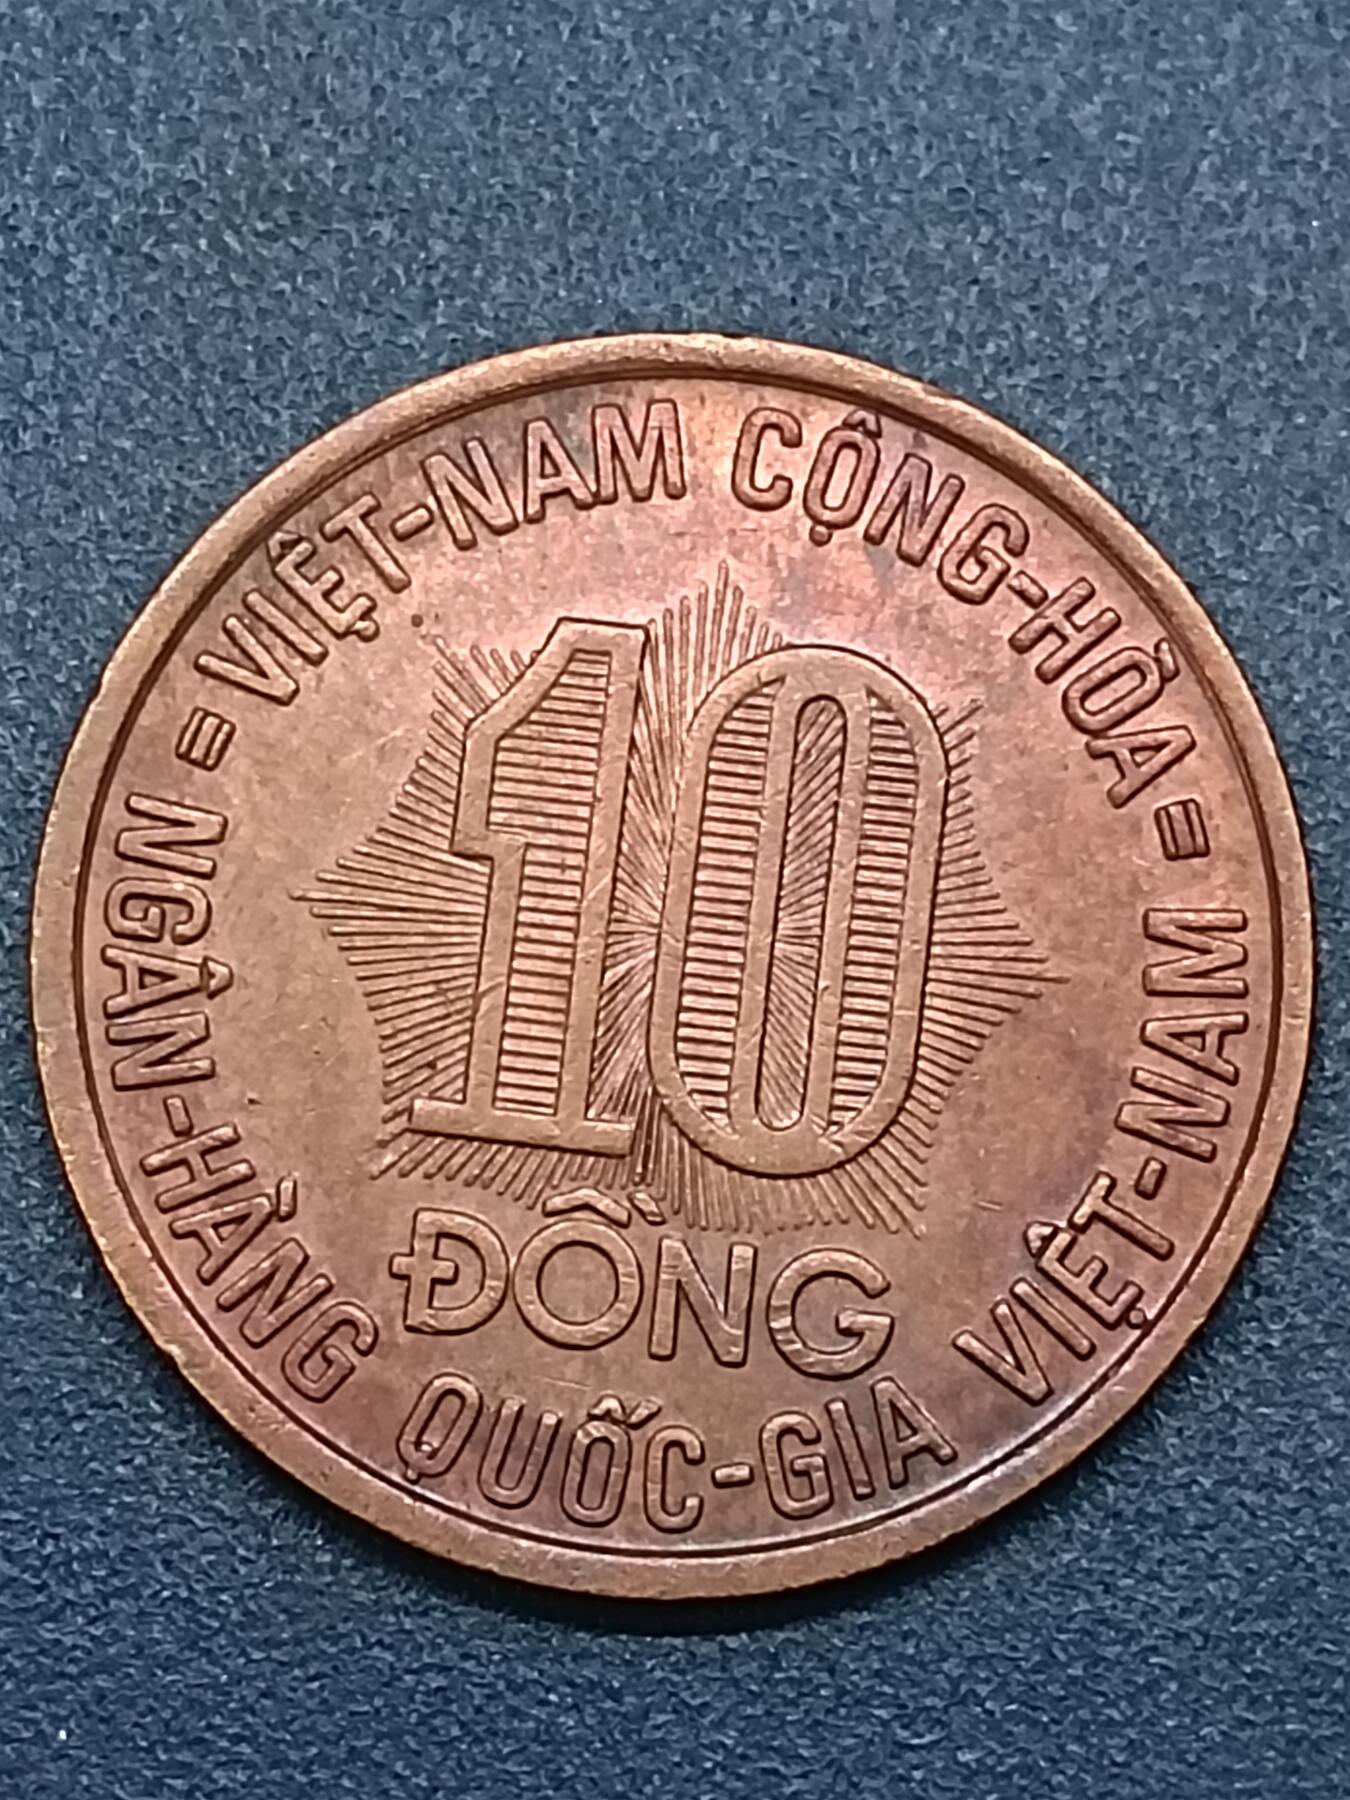 VIỆT-NAM CỘNG-HÒA
10
ĐỒNG
NGÂN-HÀNG QUỐC-GIA VIỆT-NAM